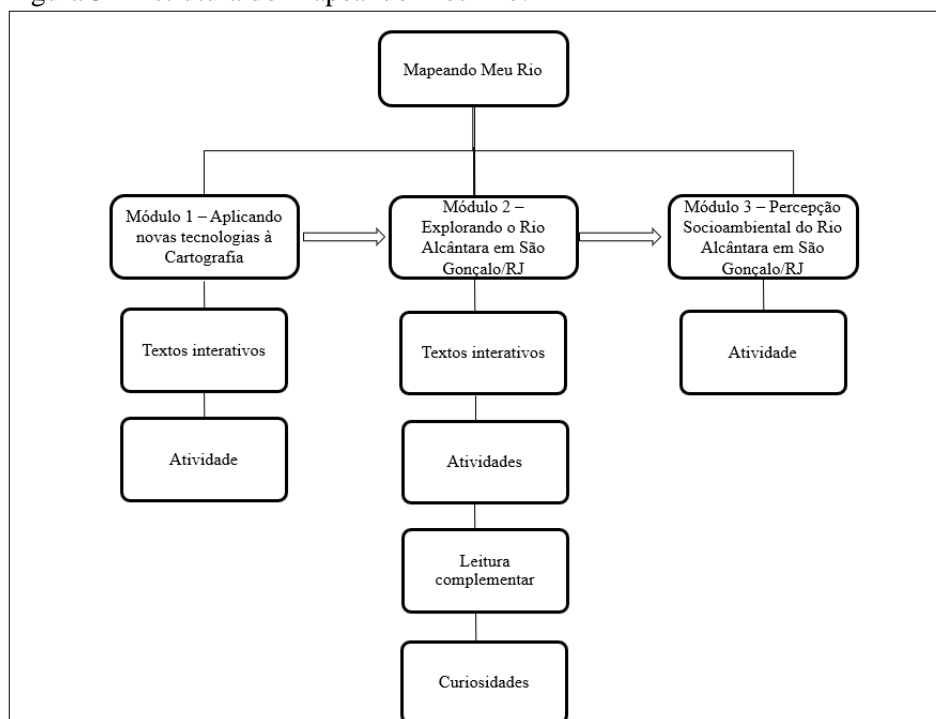 Mapeando Meu Rio
Módulo 1 – Aplicando
novas tecnologias à
Cartografia
Módulo 2 –
Explorando o Rio
Alcântara em São
Gonçalo/RJ
Módulo 3 – Percepção
Socioambiental do Rio
Alcântara em São
Gonçalo/RJ
Textos interativos
Textos interativos
Atividade
Atividade
Atividades
Leitura
complementar
Curiosidades